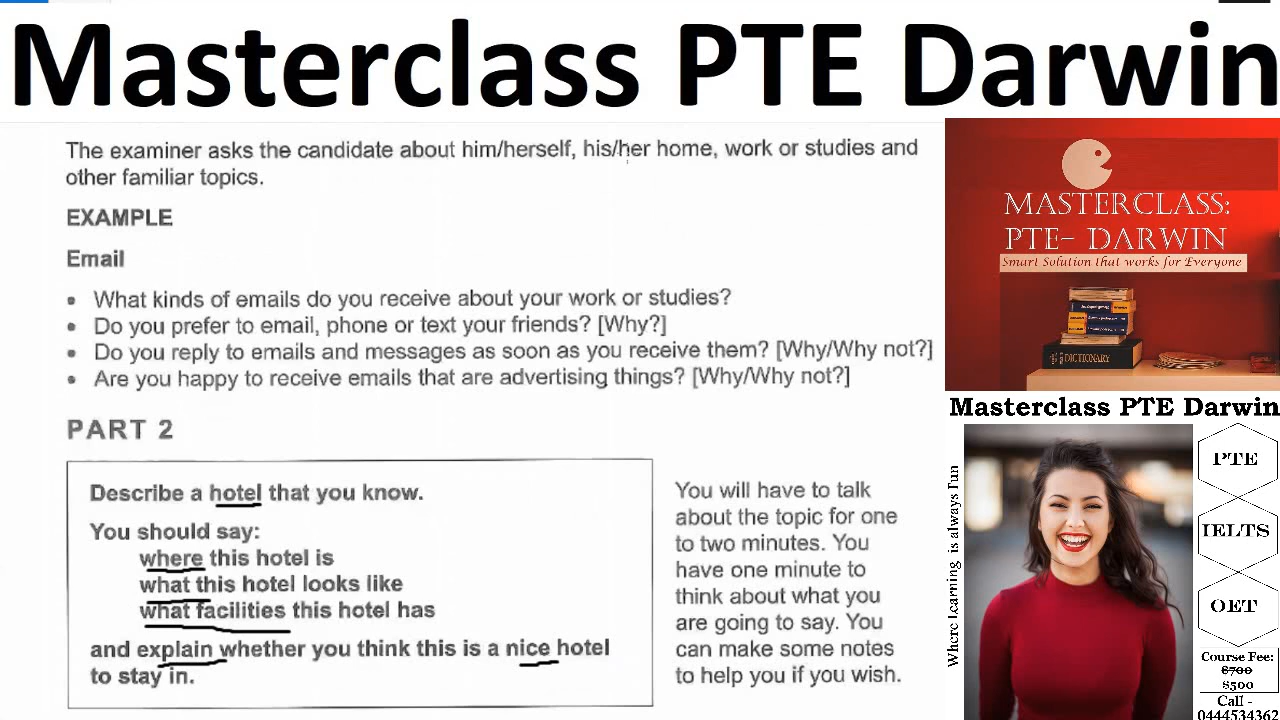 Masterclass PTE Darwin
The examiner asks the candidate about him/herself, his/her home, work or studies and
other familiar topics.
EXAMPLE
Email
• What kinds of emails do you receive about your work or studies?
• Do you prefer to email, phone or text your friends? [Why?]
• Do you reply to emails and messages as soon as you receive them? [Why/Why not?]
• Are you happy to receive emails that are advertising things? [Why/Why not?]
PART 2
Describe a hotel that you know.
You should say:
where this hotel is
what this hotel looks like
what facilities this hotel has
and explain whether you think this is a nice hotel
to stay in.
You will have to talk
about the topic for one
to two minutes. You
have one minute to
think about what you
are going to say. You
can make some notes
to help you if you wish.
MASTERCLASS:
PTE- DARWIN
Smart Solution that works for Everyone
DICTIONARY
Masterclass PTE Darwin
Where Learning is always Fun
PTE
IELTS
OET
Course Fee:
$700
$500
Call -
0444534362